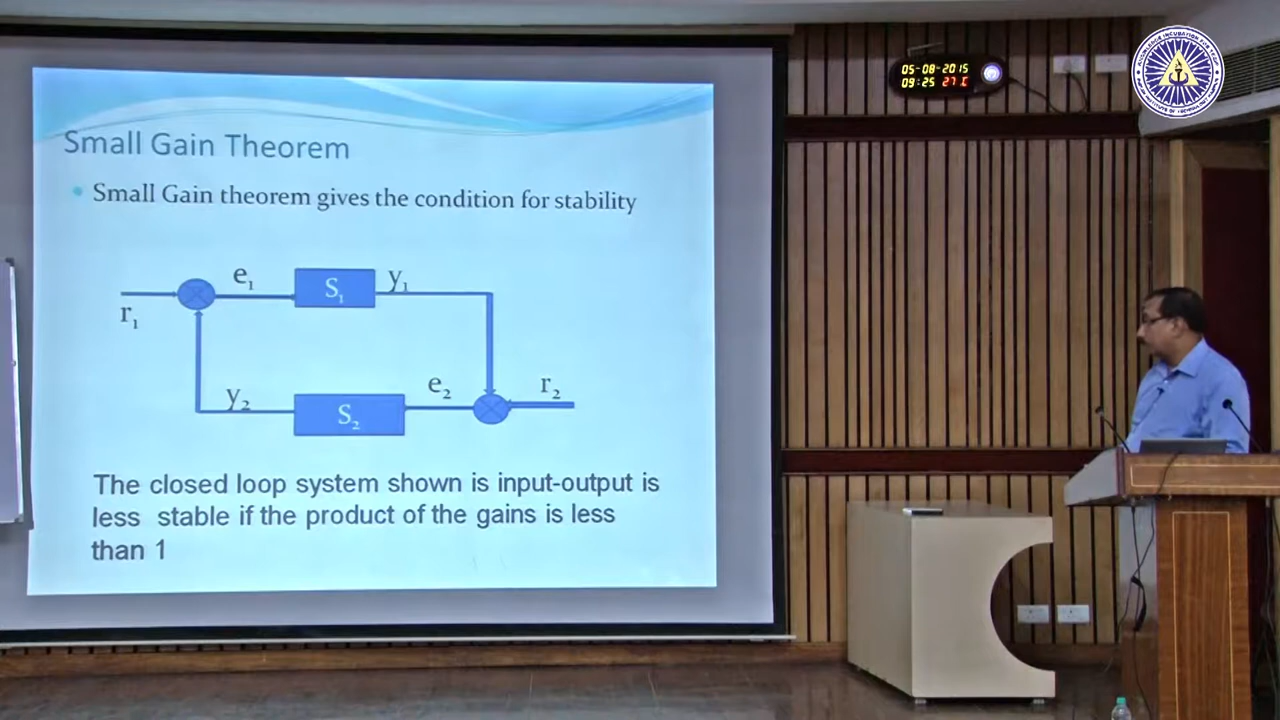 05-08-2015
09:25 27°C
Small Gain Theorem
Small Gain theorem gives the condition for stability
e₁
S₁
y₁
r₁
y₂
S₂
e₂
r₂
The closed loop system shown is input-output is
less stable if the product of the gains is less
than 1